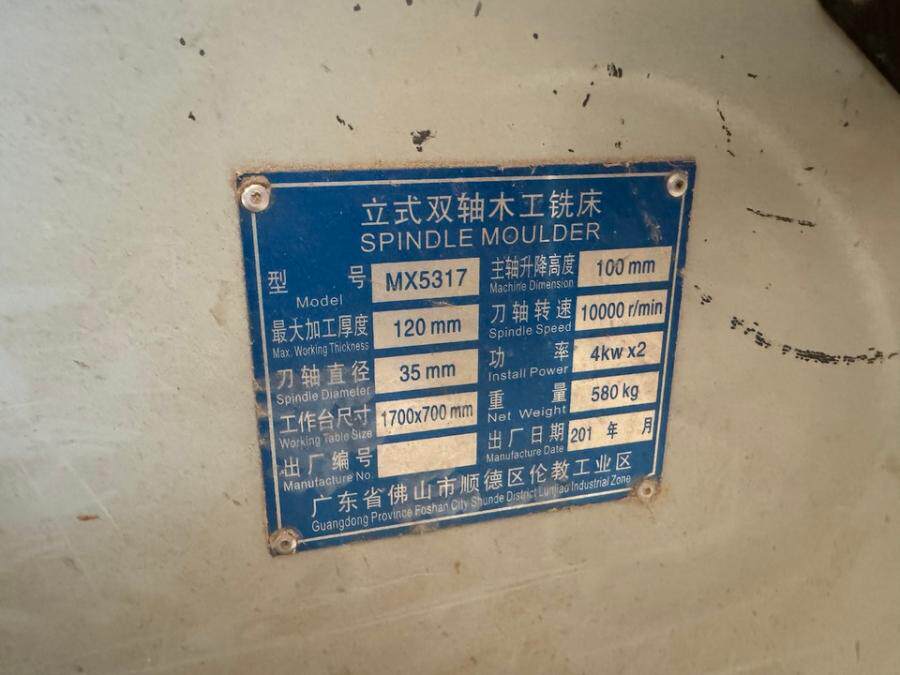 立式双轴木工铣床
SPINDLE MOULDER
型 号 MX5317 主轴升降高度 100 mm
Model Machine Dimension
最大加工厚度 120 mm 刀轴转速 10000 r/min
Max. Working Thickness Spindle Speed
刀轴直径 35 mm 功 率 4kw x2
Spindle Diameter Install Power
工作台尺寸 1700x700 mm 重 量 580 kg
Working Table Size Net Weight
出厂编号 出厂日期 201 年 月
Manufacture No. Manufacture Date
广东省佛山市顺德区伦教工业区
Guangdong Province Foshan City Shunde District Lunjiao Industrial Zone